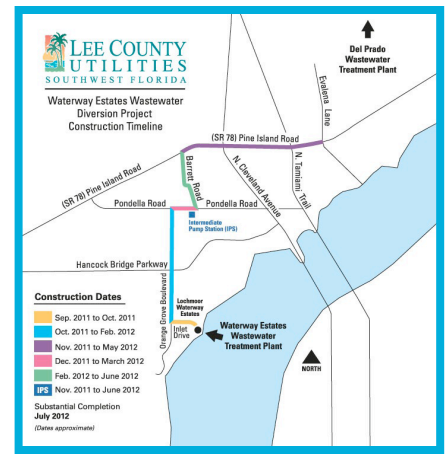 LEE COUNTY
UTILITIES
SOUTHWEST FLORIDA
Waterway Estates Wastewater
Diversion Project
Construction Timeline
Del Prado
Wastewater
Treatment Plant
Evalena Lane
(SR 78) Pine Island Road
(SR 78) Pine Island Road
Barrett Road
N. Cleveland Avenue
N. Tamiami Trail
Pondella Road
Pondella Road
Intermediate
Pump Station (IPS)
Hancock Bridge Parkway
Orange Grove Boulevard
Lochmoor
Waterway
Estates
Inlet
Drive
Waterway Estates
Wastewater
Treatment Plant
NORTH
Construction Dates
Sep. 2011 to Oct. 2011
Oct. 2011 to Feb. 2012
Nov. 2011 to May 2012
Dec. 2011 to March 2012
Feb. 2012 to June 2012
IPS Nov. 2011 to June 2012
Substantial Completion
July 2012
(Dates approximate)